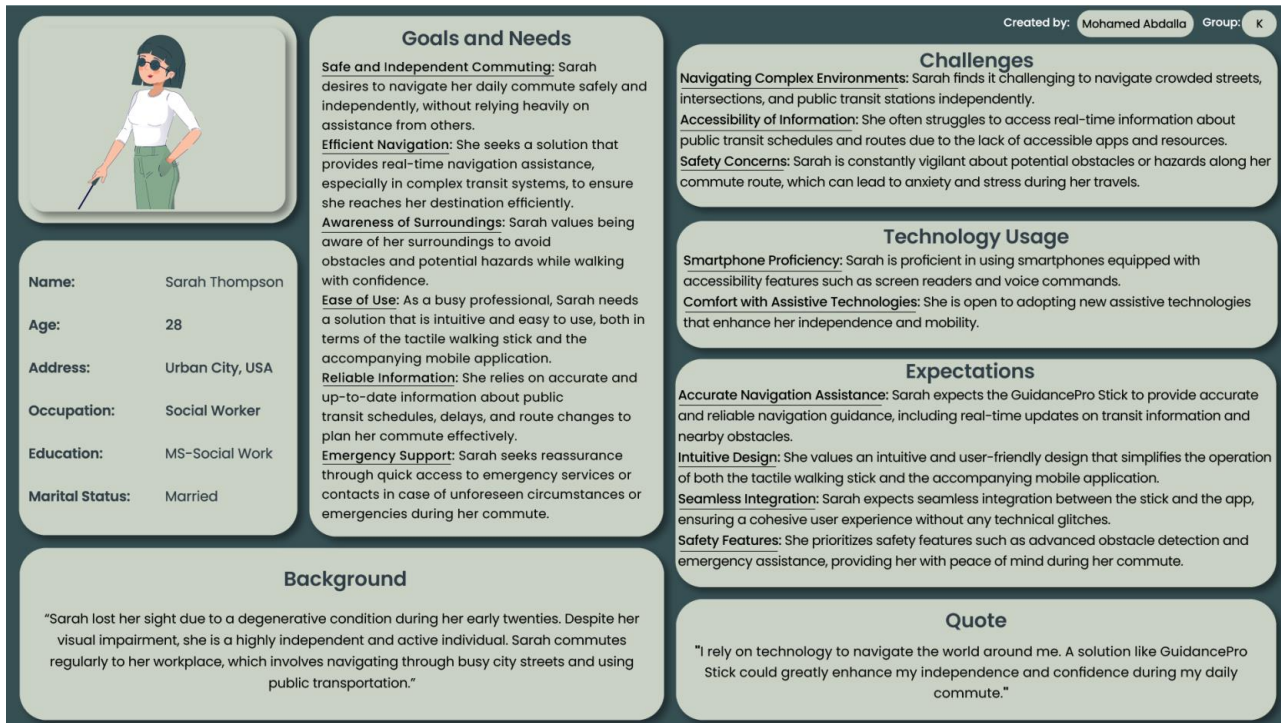 Created by: Mohamed Abdalla Group: K
Name: Sarah Thompson
Age: 28
Address: Urban City, USA
Occupation: Social Worker
Education: MS-Social Work
Marital Status: Married
Goals and Needs
Safe and Independent Commuting: Sarah
desires to navigate her daily commute safely and
independently, without relying heavily on
assistance from others.
Efficient Navigation: She seeks a solution that
provides real-time navigation assistance,
especially in complex transit systems, to ensure
she reaches her destination efficiently.
Awareness of Surroundings: Sarah values being
aware of her surroundings to avoid
obstacles and potential hazards while walking
with confidence.
Ease of Use: As a busy professional, Sarah needs
a solution that is intuitive and easy to use, both in
terms of the tactile walking stick and the
accompanying mobile application.
Reliable Information: She relies on accurate and
up-to-date information about public
transit schedules, delays, and route changes to
plan her commute effectively.
Emergency Support: Sarah seeks reassurance
through quick access to emergency services or
contacts in case of unforeseen circumstances or
emergencies during her commute.
Background
“Sarah lost her sight due to a degenerative condition during her early twenties. Despite her
visual impairment, she is a highly independent and active individual. Sarah commutes
regularly to her workplace, which involves navigating through busy city streets and using
public transportation.”
Challenges
Navigating Complex Environments: Sarah finds it challenging to navigate crowded streets,
intersections, and public transit stations independently.
Accessibility of Information: She often struggles to access real-time information about
public transit schedules and routes due to the lack of accessible apps and resources.
Safety Concerns: Sarah is constantly vigilant about potential obstacles or hazards along her
commute route, which can lead to anxiety and stress during her travels.
Technology Usage
Smartphone Proficiency: Sarah is proficient in using smartphones equipped with
accessibility features such as screen readers and voice commands.
Comfort with Assistive Technologies: She is open to adopting new assistive technologies
that enhance her independence and mobility.
Expectations
Accurate Navigation Assistance: Sarah expects the GuidancePro Stick to provide accurate
and reliable navigation guidance, including real-time updates on transit information and
nearby obstacles.
Intuitive Design: She values an intuitive and user-friendly design that simplifies the operation
of both the tactile walking stick and the accompanying mobile application.
Seamless Integration: Sarah expects seamless integration between the stick and the app,
ensuring a cohesive user experience without any technical glitches.
Safety Features: She prioritizes safety features such as advanced obstacle detection and
emergency assistance, providing her with peace of mind during her commute.
Quote
"I rely on technology to navigate the world around me. A solution like GuidancePro
Stick could greatly enhance my independence and confidence during my daily
commute."